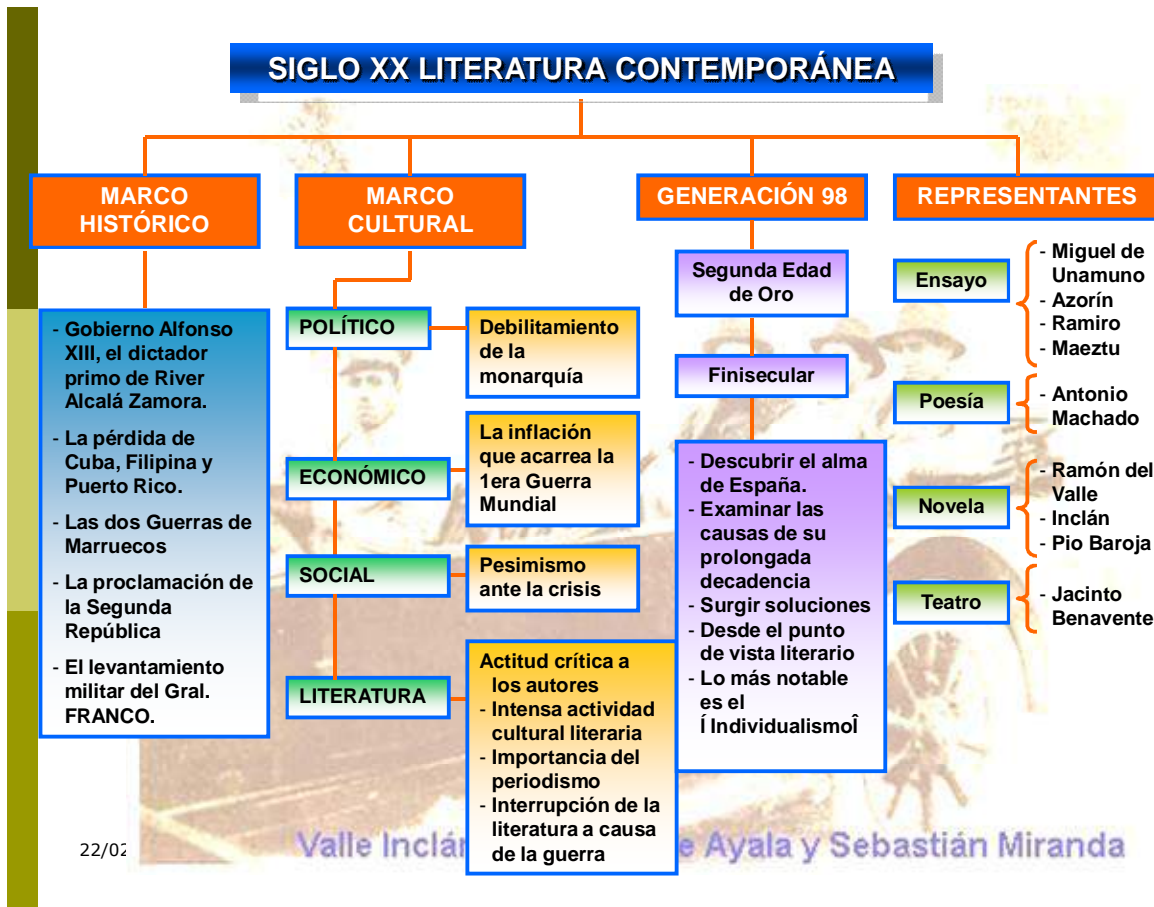 SIGLO XX LITERATURA CONTEMPORÁNEA
MARCO
HISTÓRICO
- Gobierno Alfonso
XIII, el dictador
primo de River
Alcalá Zamora.
- La pérdida de
Cuba, Filipina y
Puerto Rico.
- Las dos Guerras de
Marruecos
- La proclamación de
la Segunda
República
- El levantamiento
militar del Gral.
FRANCO.
MARCO
CULTURAL
POLÍTICO
Debilitamiento
de la
monarquía
ECONÓMICO
La inflación
que acarrea la
1era Guerra
Mundial
SOCIAL
Pesimismo
ante la crisis
LITERATURA
Actitud crítica a
los autores
- Intensa actividad
cultural literaria
- Importancia del
periodismo
- Interrupción de la
literatura a causa
de la guerra
GENERACIÓN 98
Segunda Edad
de Oro
Finisecular
- Descubrir el alma
de España.
- Examinar las
causas de su
prolongada
decadencia
- Surgir soluciones
- Desde el punto
de vista literario
- Lo más notable
es el
Í IndividualismoÎ
REPRESENTANTES
Ensayo
- Miguel de
Unamuno
- Azorín
- Ramiro
- Maeztu
Poesía
- Antonio
Machado
Novela
- Ramón del
Valle
- Inclán
- Pio Baroja
Teatro
- Jacinto
Benavente
22/02
Valle Inclán e Ayala y Sebastián Miranda